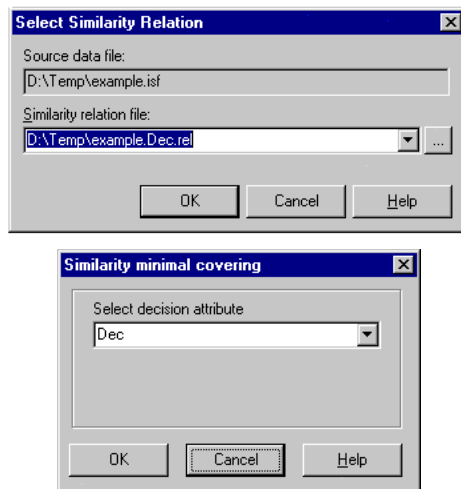 Select Similarity Relation
Source data file:
D:\Temp\example.isf
Similarity relation file:
D:\Temp\example.Dec.rel
...
OK Cancel Help
Similarity minimal covering
Select decision attribute
Dec
OK Cancel Help